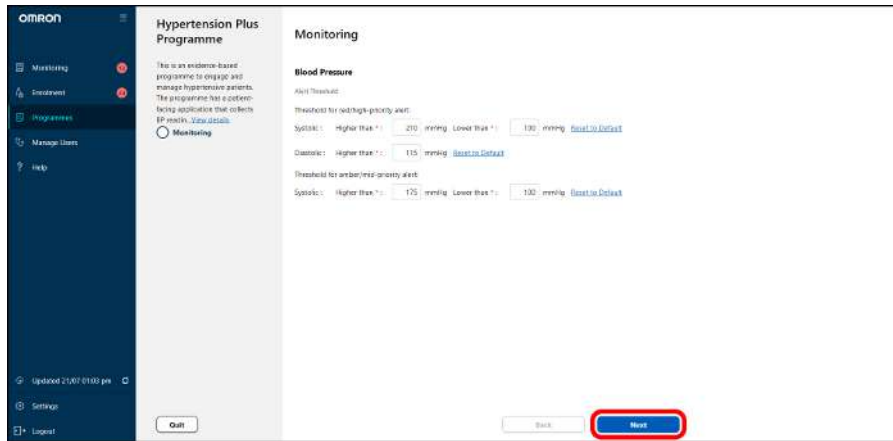 OMRON
Monitoring
Enrolment
Programmes
Manage Users
Help
Updated 21/07 01:03 pm
Settings
Logout
Hypertension Plus
Programme
This is an evidence-based
programme to engage and
manage hypertensive patients.
The programme has a patient-
facing application that collects
BP readin.. View details
Monitoring
Quit
Monitoring
Blood Pressure
Alert Threshold
Threshold for red/high-priority alert:
Systolic : Higher than * : 210 mmHg Lower than * : 100 mmHg Reset to Default
Diastolic : Higher than * : 115 mmHg Reset to Default
Threshold for amber/mid-priority alert:
Systolic : Higher than * : 175 mmHg Lower than * : 100 mmHg Reset to Default
Back
Next